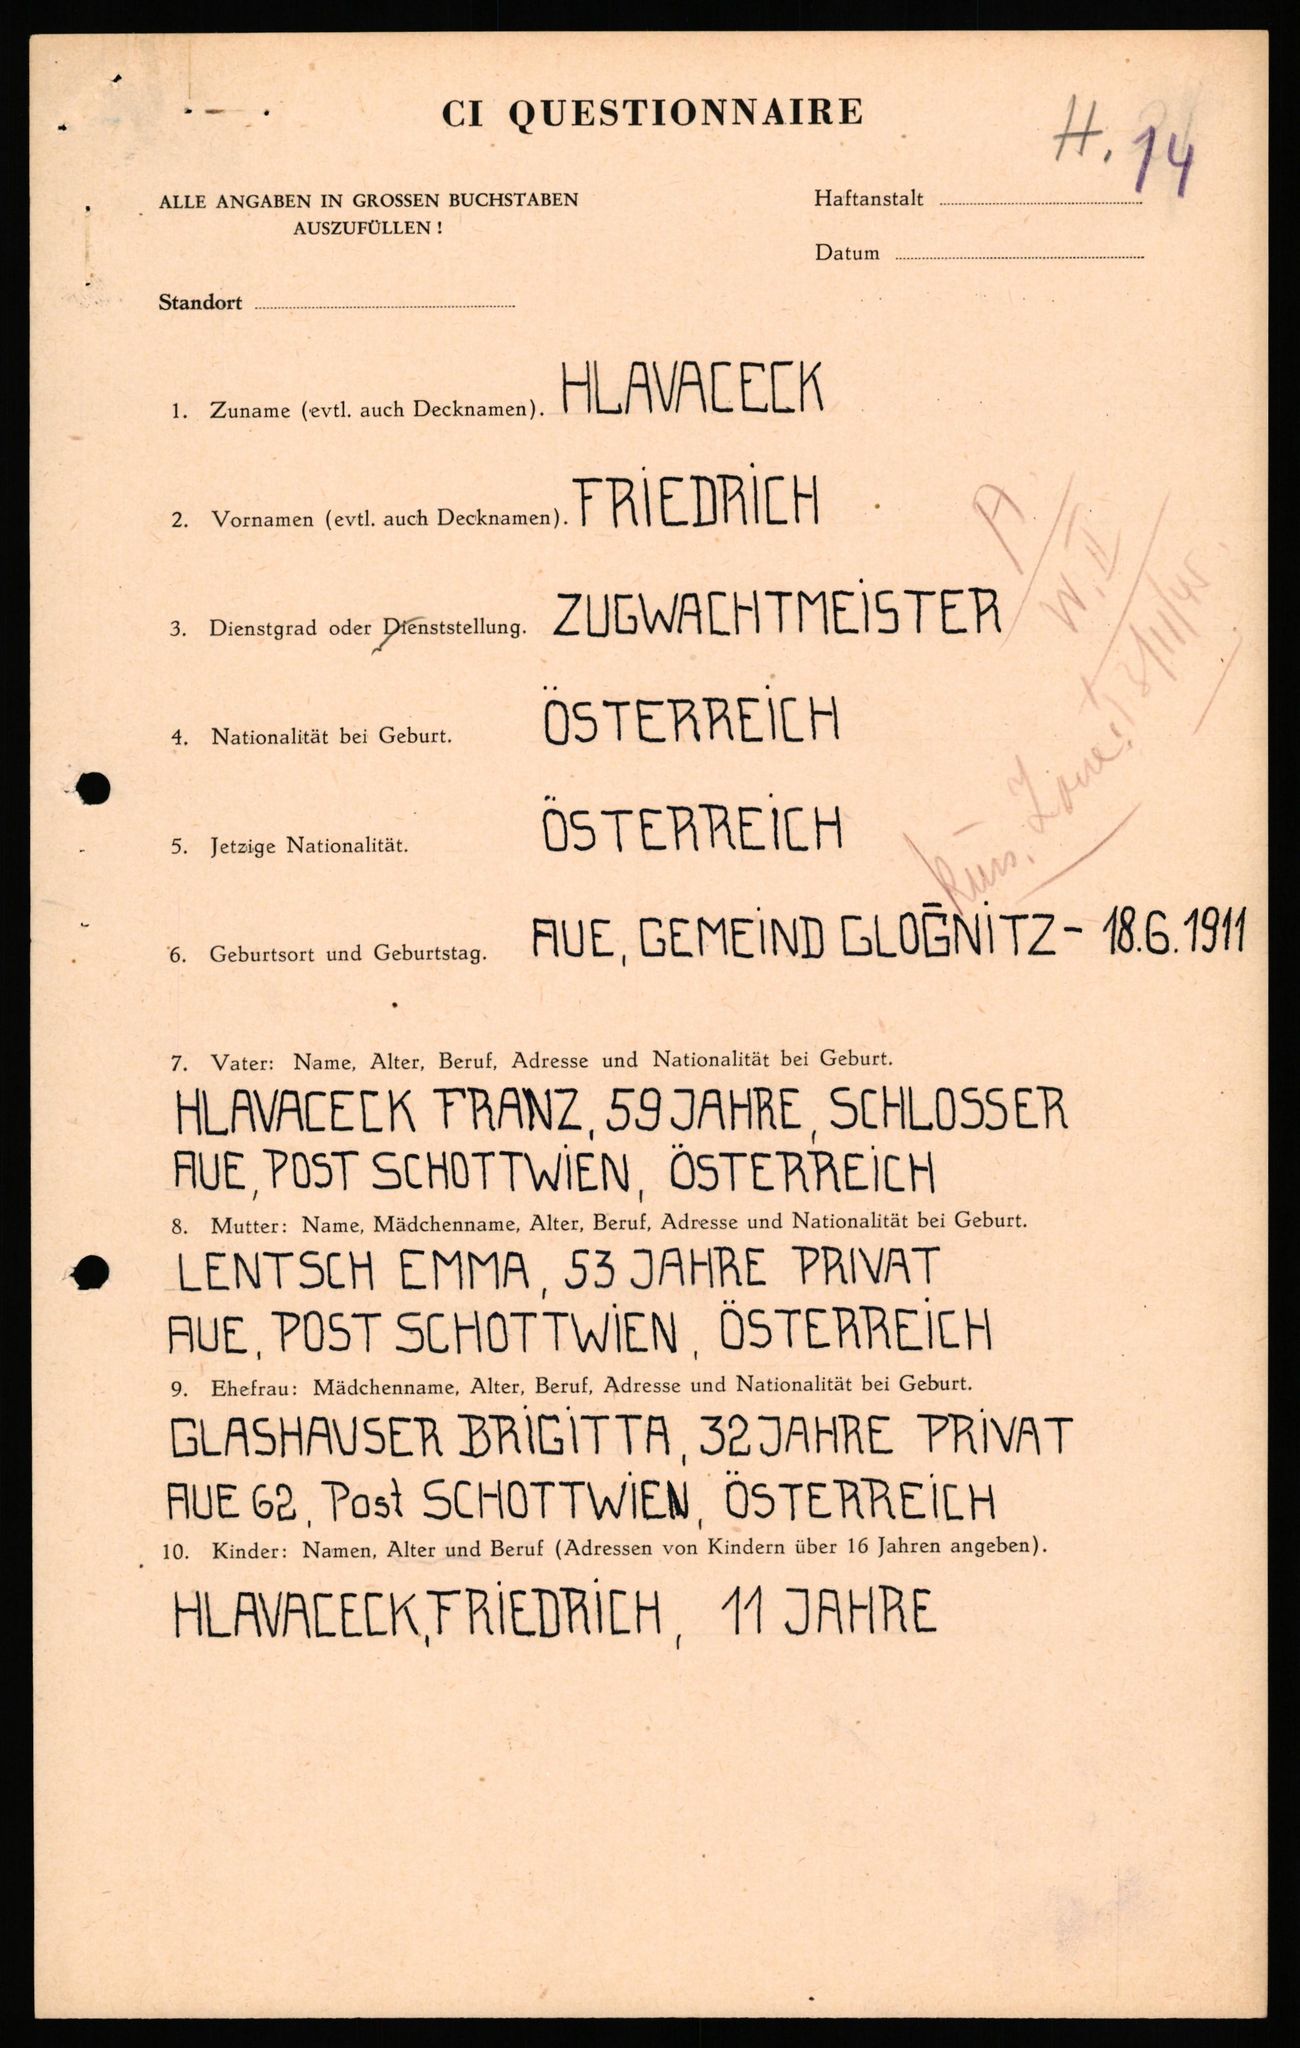 CI QUESTIONNAIRE
H. 14
ALLE ANGABEN IN GROSSEN BUCHSTABEN
AUSZUFÜLLEN !
Haftanstalt
Datum
Standort
1. Zuname (evtl. auch Decknamen). HLAVACECK
2. Vornamen (evtl. auch Decknamen). FRIEDRICH
A
W. II
3. Dienstgrad oder Dienststellung. ZUGWACHTMEISTER
4. Nationalität bei Geburt. ÖSTERREICH
5. Jetzige Nationalität. ÖSTERREICH
6. Geburtsort und Geburtstag. AUE, GEMEIND GLOGNITZ - 18.6.1911
7. Vater: Name, Alter, Beruf, Adresse und Nationalität bei Geburt.
HLAVACECK FRANZ, 59 JAHRE, SCHLOSSER
AUE, POST SCHOTTWIEN, ÖSTERREICH
8. Mutter: Name, Mädchenname, Alter, Beruf, Adresse und Nationalität bei Geburt.
LENTSCH EMMA, 53 JAHRE PRIVAT
AUE, POST SCHOTTWIEN, ÖSTERREICH
9. Ehefrau: Mädchenname, Alter, Beruf, Adresse und Nationalität bei Geburt.
GLASHAUSER BRIGITTA, 32 JAHRE PRIVAT
AUE 62, Post SCHOTTWIEN, ÖSTERREICH
10. Kinder: Namen, Alter und Beruf (Adressen von Kindern über 16 Jahren angeben).
HLAVACECK, FRIEDRICH, 11 JAHRE